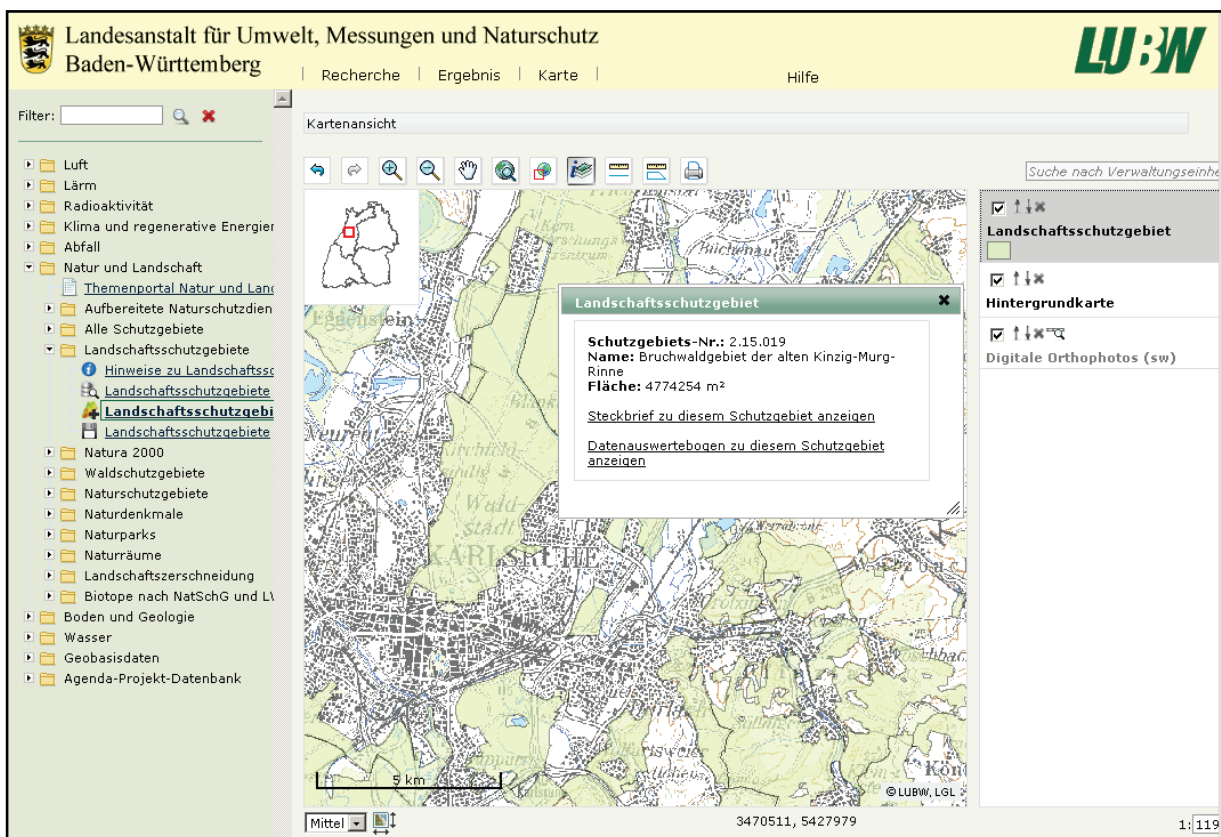 Landesanstalt für Umwelt, Messungen und Naturschutz
Baden-Württemberg
Recherche | Ergebnis | Karte |
Hilfe
LUBW
Filter:
Kartenansicht
Luft
Lärm
Radioaktivität
Klima und regenerative Energier
Abfall
Natur und Landschaft
Themenportal Natur und Land
Aufbereitete Naturschutzdien
Alle Schutzgebiete
Landschaftsschutzgebiete
Hinweise zu Landschaftssc
Landschaftsschutzgebiete
Landschaftsschutzgebi
Landschaftsschutzgebiete
Natura 2000
Waldschutzgebiete
Naturschutzgebiete
Naturdenkmale
Naturparks
Naturräume
Landschaftszerschneidung
Biotope nach NatSchG und LV
Boden und Geologie
Wasser
Geobasisdaten
Agenda-Projekt-Datenbank
Suche nach Verwaltungseinhe
Landschaftsschutzgebiet
Hintergrundkarte
Digitale Orthophotos (sw)
Büchenau
Eggenstein
Landschaftsschutzgebiet
Schutzgebiets-Nr.: 2.15.019
Name: Bruchwaldgebiet der alten Kinzig-Murg-
Rinne
Fläche: 4774254 m²
Steckbrief zu diesem Schutzgebiet anzeigen
Datenauswertebogen zu diesem Schutzgebiet
anzeigen
Neureut
Wald-
stadt
KARLSRUHE
5 km
© LUBW, LGL
Mittel
3470511, 5427979
1: 119